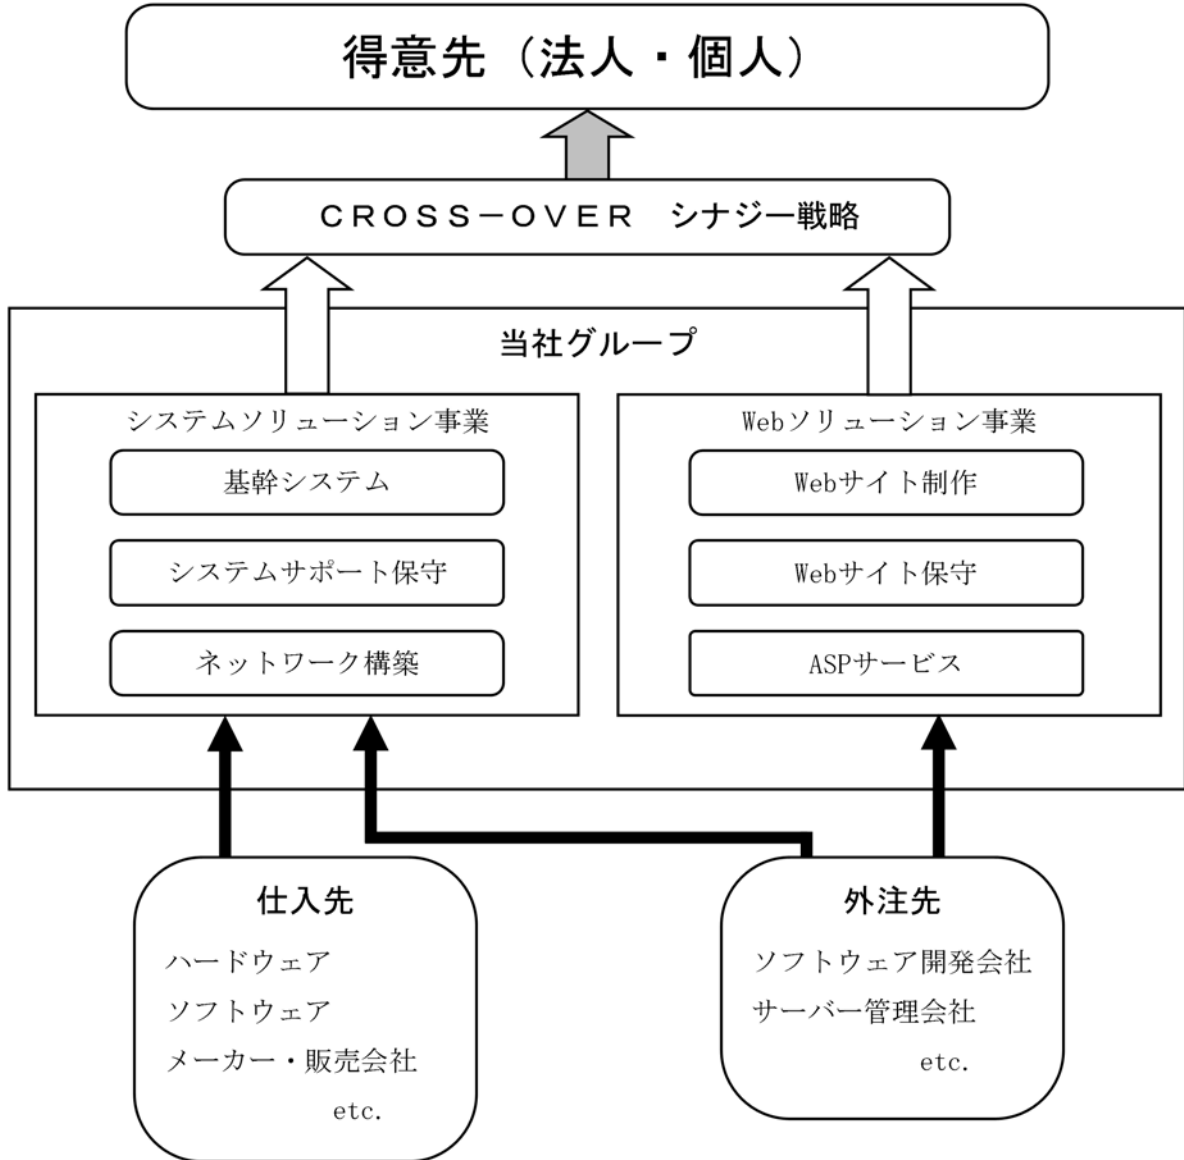 得意先（法人・個人）
ＣＲＯＳＳ－ＯＶＥＲ　シナジー戦略
当社グループ
システムソリューション事業
基幹システム
システムサポート保守
ネットワーク構築
Webソリューション事業
Webサイト制作
Webサイト保守
ASPサービス
仕入先
ハードウェア
ソフトウェア
メーカー・販売会社
etc.
外注先
ソフトウェア開発会社
サーバー管理会社
etc.